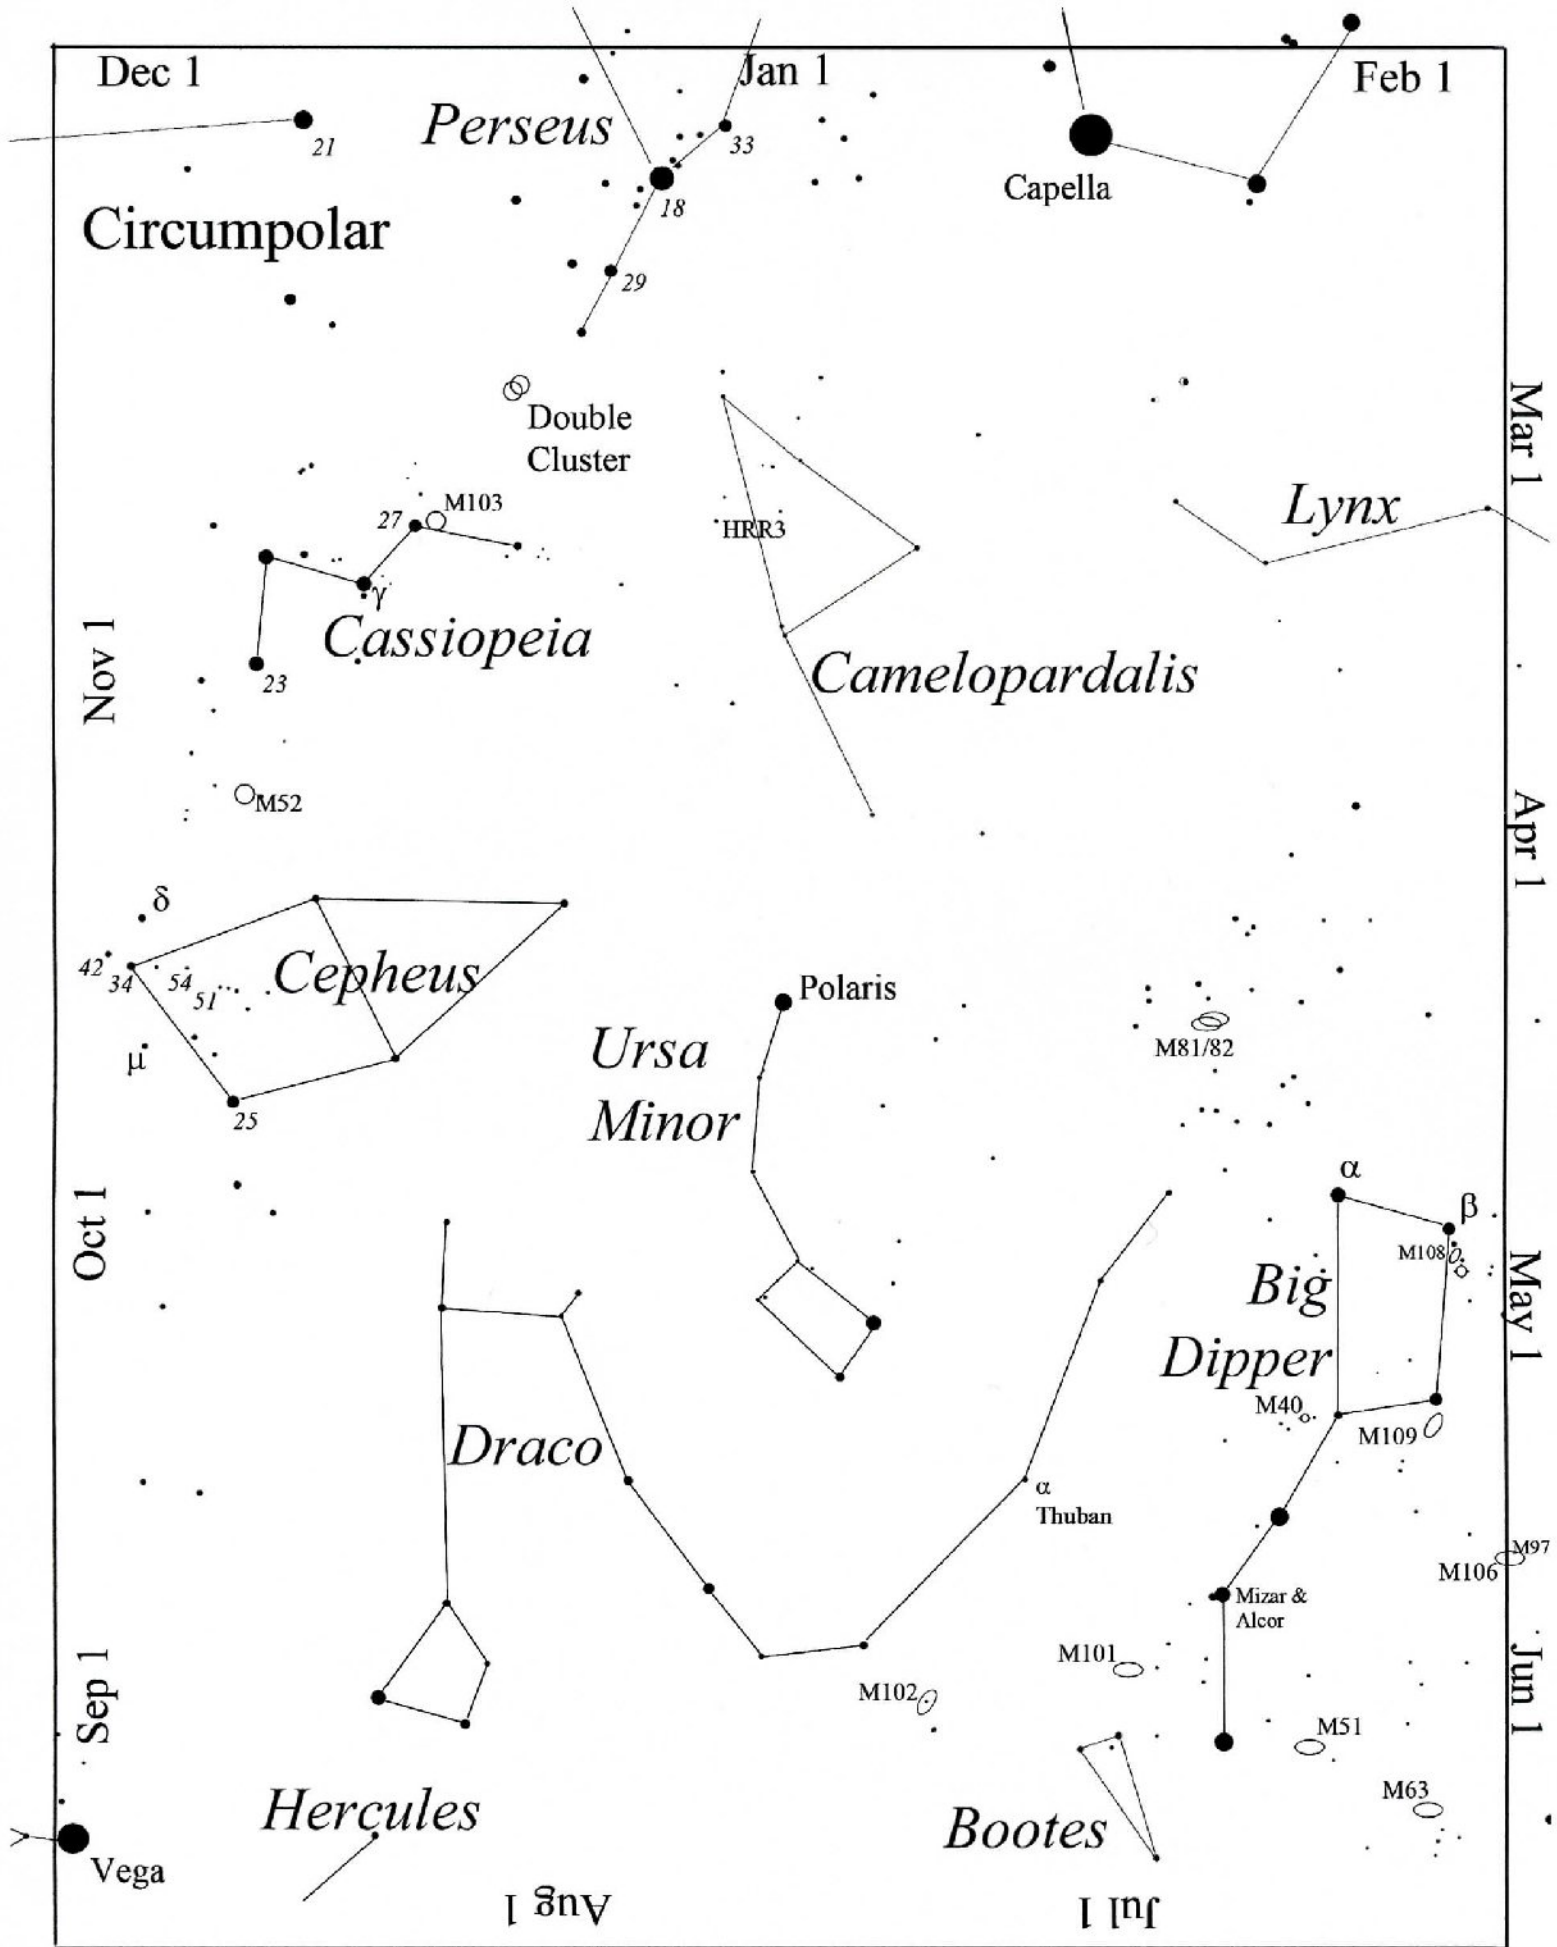 Dec 1
Jan 1
Feb 1
Perseus
21
33
Capella
18
Circumpolar
29
Double
Cluster
Mar 1
M103
27
HRR3
Lynx
γ
Cassiopeia
Nov 1
23
Camelopardalis
M52
Apr 1
δ
42
34
54
51
Cepheus
Polaris
μ
Ursa
Minor
M81/82
25
α
β
Oct 1
M108
Big
Dipper
May 1
M40
M109
Draco
α
Thuban
M97
M106
Mizar &
Alcor
M101
Sep 1
M102
Jun 1
M51
M63
Hercules
Bootes
Vega
Aug 1
Jul 1